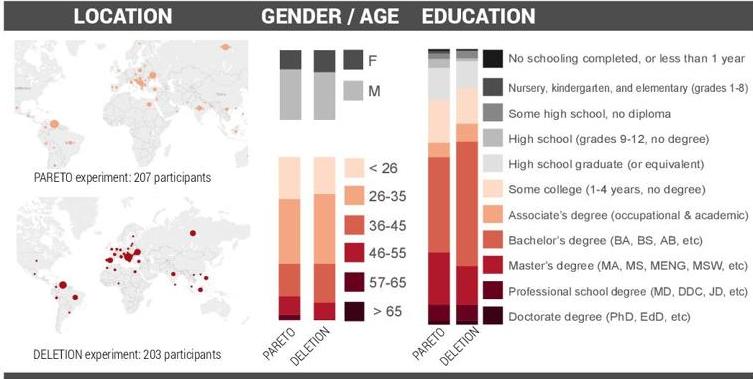 LOCATION
GENDER / AGE
EDUCATION
F
M
PARETO experiment: 207 participants
< 26
26-35
36-45
46-55
57-65
> 65
PARETO
DELETION
DELETION experiment: 203 participants
No schooling completed, or less than 1 year
Nursery, kindergarten, and elementary (grades 1-8)
Some high school, no diploma
High school (grades 9-12, no degree)
High school graduate (or equivalent)
Some college (1-4 years, no degree)
Associate's degree (occupational & academic)
Bachelor's degree (BA, BS, AB, etc)
Master's degree (MA, MS, MENG, MSW, etc)
Professional school degree (MD, DDC, JD, etc)
Doctorate degree (PhD, EdD, etc)
PARETO
DELETION